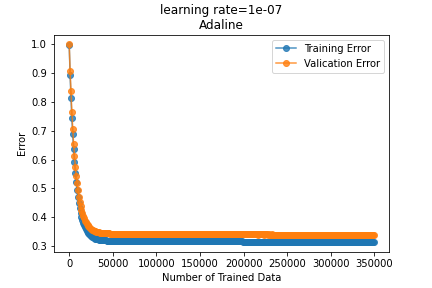 learning rate=1e-07
Adaline
Training Error
Valication Error
1.0
0.9
0.8
0.7
0.6
0.5
0.4
0.3
Error
0 50000 100000 150000 200000 250000 300000 350000
Number of Trained Data